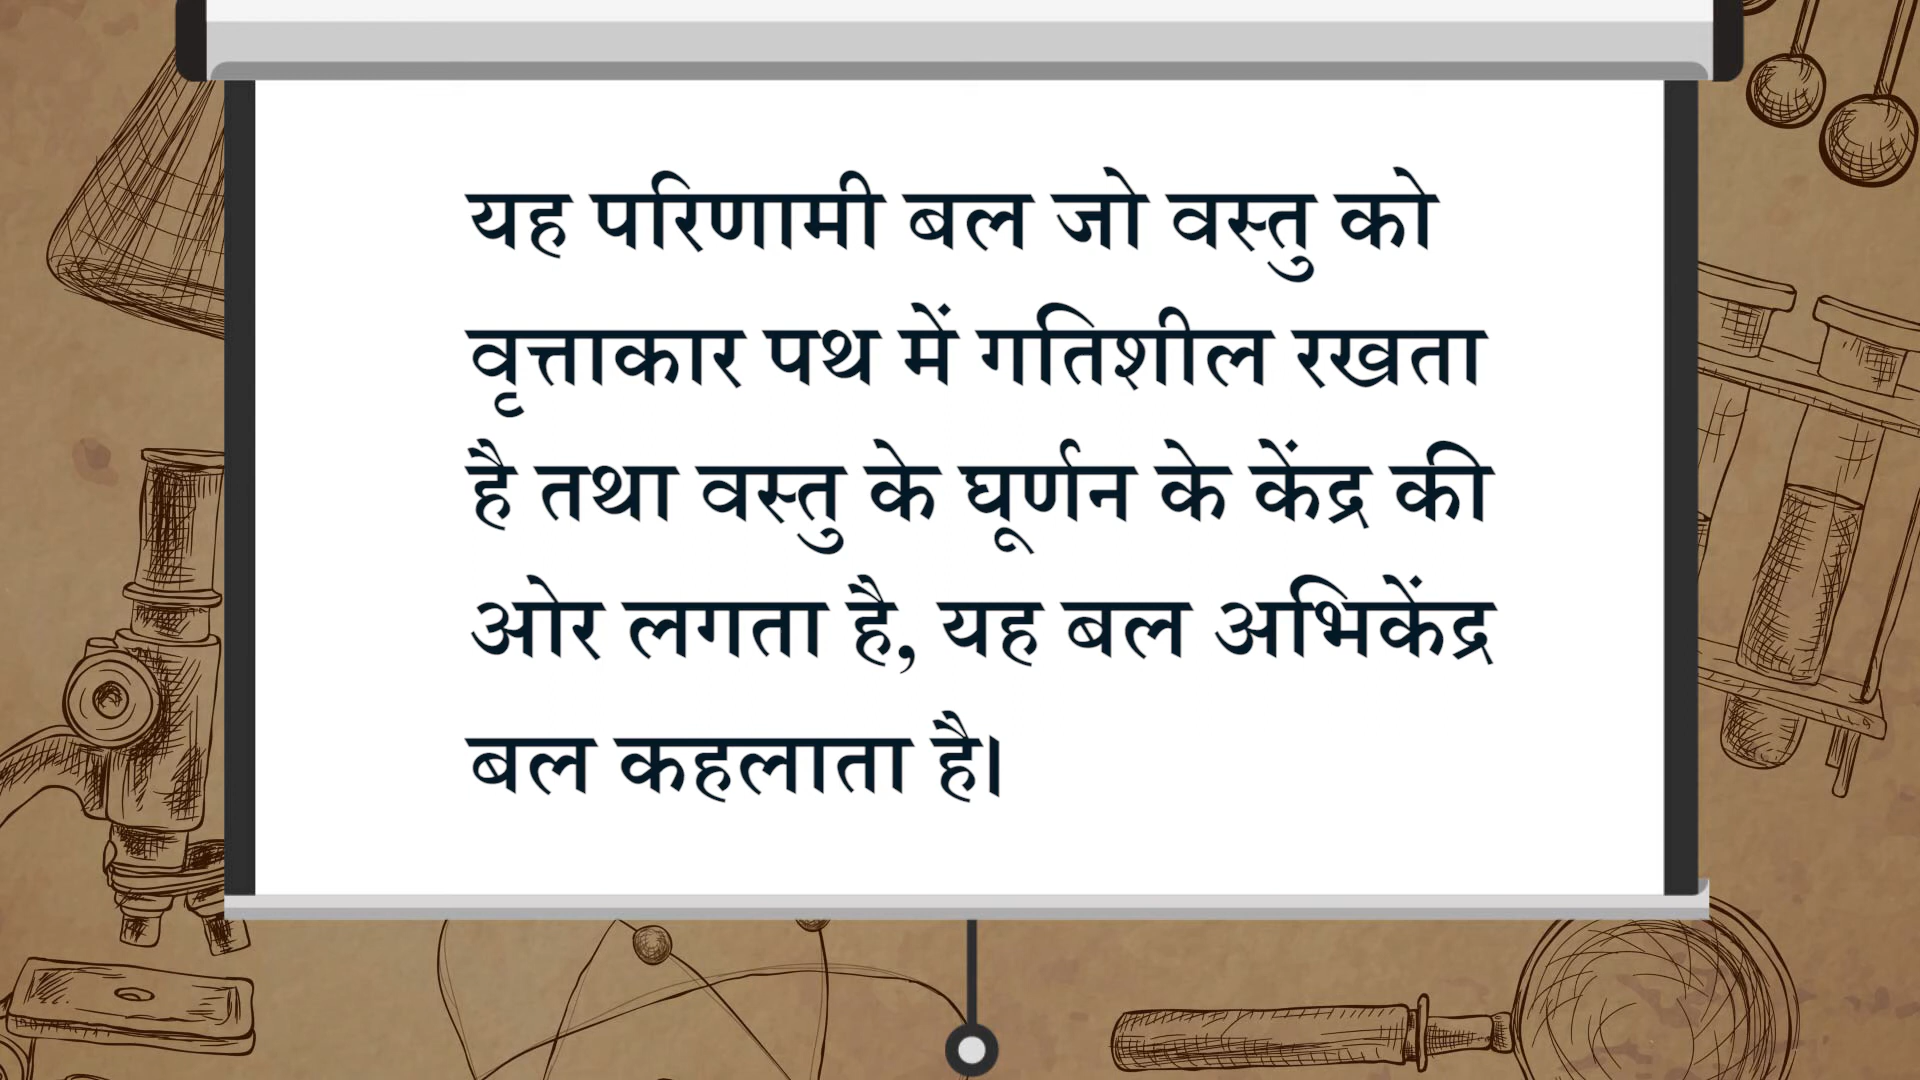 यह परिणामी बल जो वस्तु को
वृत्ताकार पथ में गतिशील रखता
है तथा वस्तु के घूर्णन के केंद्र की
ओर लगता है, यह बल अभिकेंद्र
बल कहलाता है।